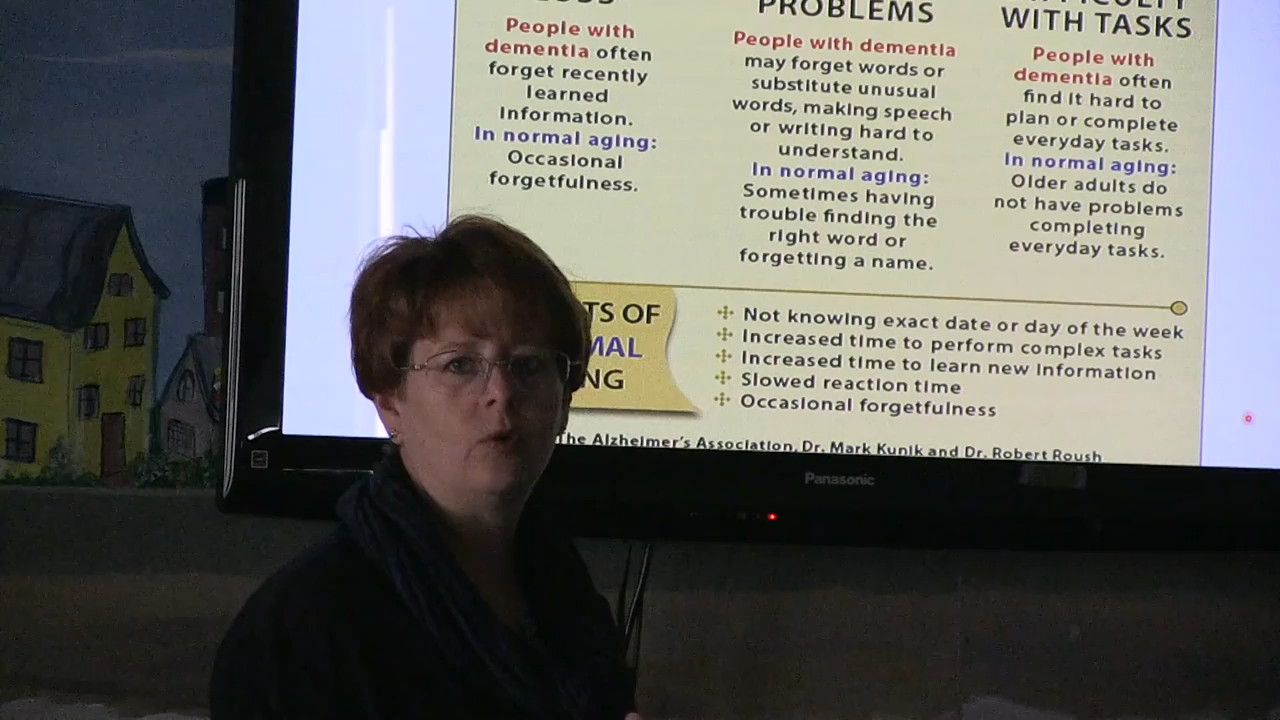 People with
dementia often
forget recently
learned
Information.
In normal aging:
Occasional
forgetfulness.
PROBLEMS
People with dementia
may forget words or
substitute unusual
words, making speech
or writing hard to
understand.
In normal aging:
Sometimes having
trouble finding the
right word or
forgetting a name.
WITH TASKS
People with
dementia often
find it hard to
plan or complete
everyday tasks.
In normal aging:
Older adults do
not have problems
completing
everyday tasks.
TS OF
MAL
NG
Not knowing exact date or day of the week
Increased time to perform complex tasks
Increased time to learn new information
Slowed reaction time
Occasional forgetfulness
The Alzheimer's Association, Dr. Mark Kunik and Dr. Robert Roush
Panasonic